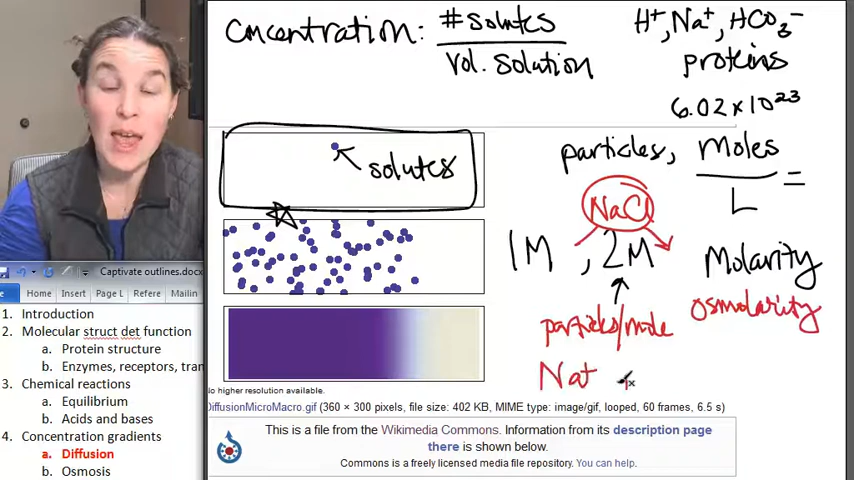 Concentration: # Solutes
Vol. Solution
H+, Na+, HCO3-
proteins
6.02 x 10 23
solutes
particles, Moles
L
=
NaCl
1M , 2M
Molarity
Osmolarity
particles/mole
Na+
Captivate outlines.docx
Home Insert Page L Refere Mailin
1. Introduction
2. Molecular struct det function
a. Protein structure
b. Enzymes, receptors, tran
3. Chemical reactions
a. Equilibrium
b. Acids and bases
4. Concentration gradients
a. Diffusion
b. Osmosis
No higher resolution available.
DiffusionMicroMacro.gif (360 × 300 pixels, file size: 402 KB, MIME type: image/gif, looped, 60 frames, 6.5 s)
This is a file from the Wikimedia Commons. Information from its description page
there is shown below.
Commons is a freely licensed media file repository. You can help.